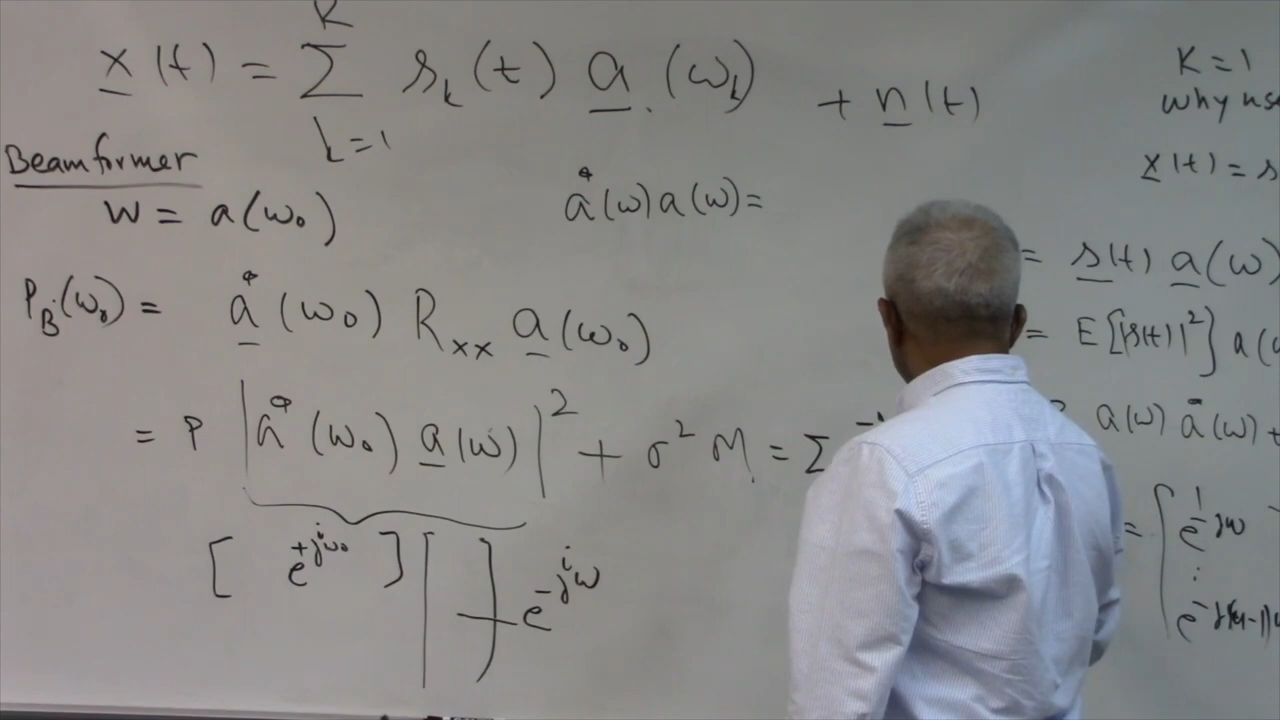 K
x(t) = Σ s_k(t) a(ω_k) + n(t)
k=1
Beamformer
W = a(ω₀)
a*(ω)a(ω)=
P_B(ω₀) = a*(ω₀) R_xx a(ω₀)
= P |a*(ω₀) a(ω)|² + σ² M = Σ
[ e^{+jω₀} ] [ ] e^{-jω}
K=1
why
x(t) = s
= s(t) a(ω)
= E[|s(t)|²] a(
a(ω) a*(ω) +
= [ 1
e^{-jω}
⋮
e^{-j(M-1)ω}